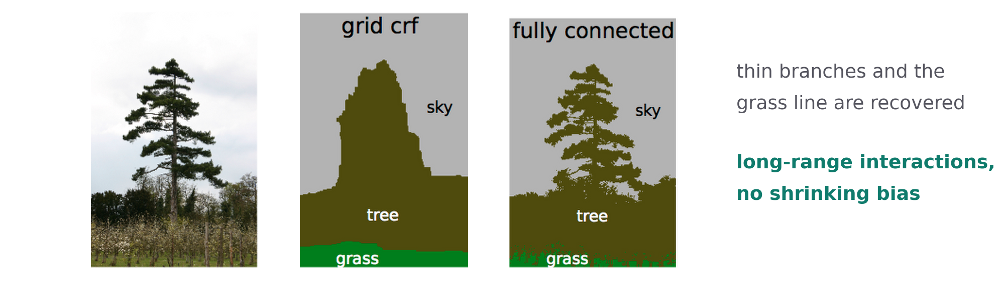 grid crf
sky
tree
grass
fully connected
sky
tree
grass
thin branches and the
grass line are recovered
long-range interactions,
no shrinking bias